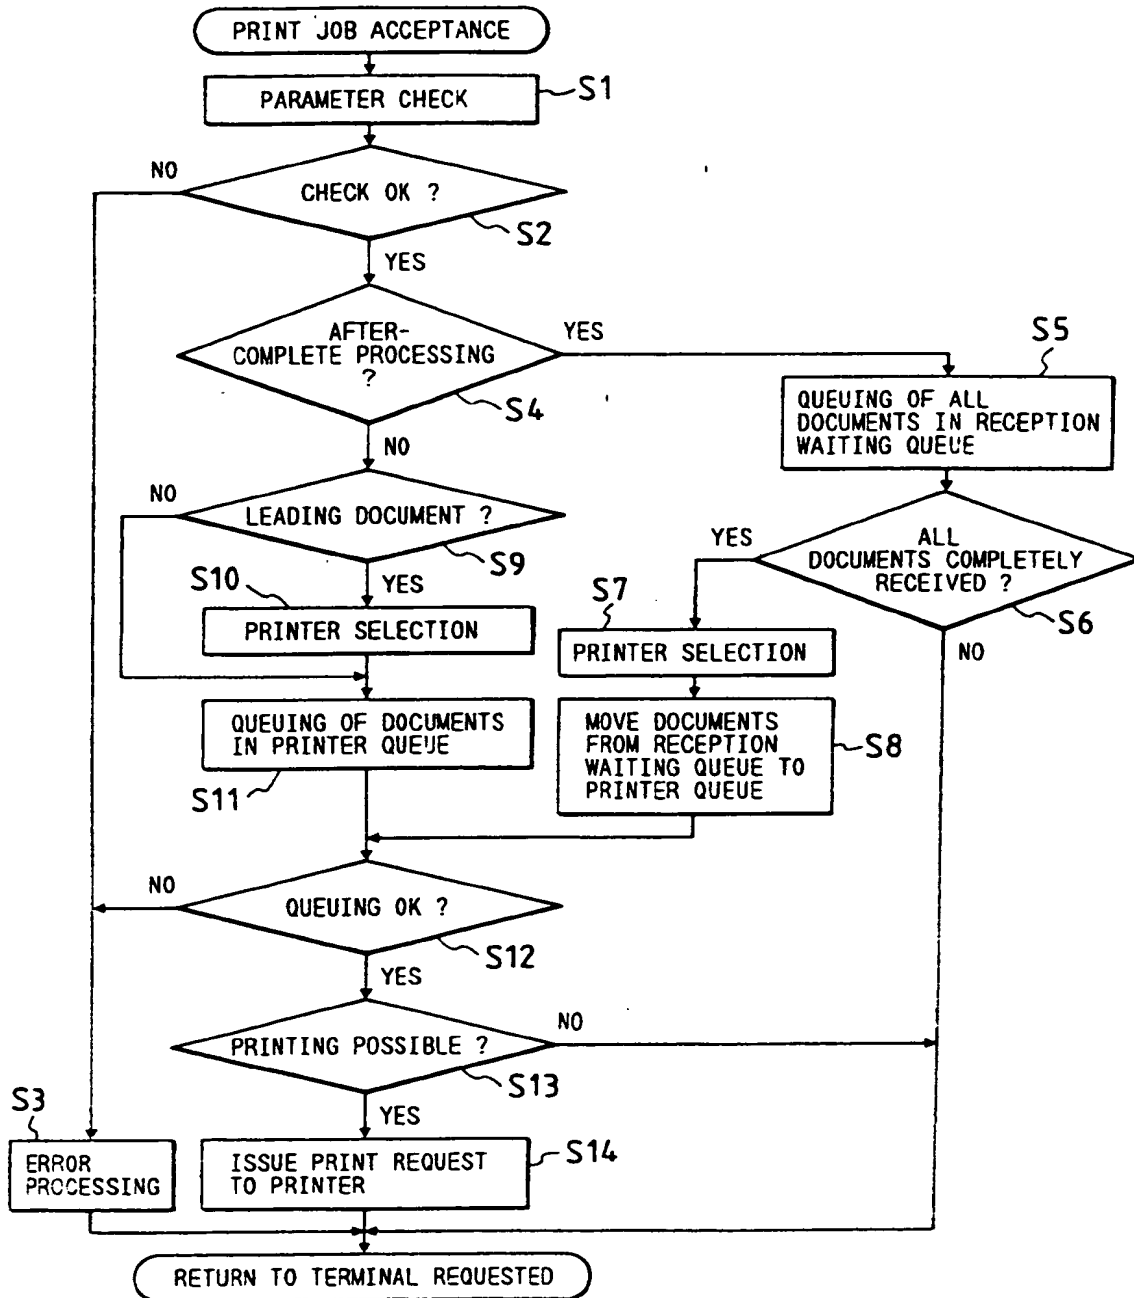 PRINT JOB ACCEPTANCE
S1
PARAMETER CHECK
NO
CHECK OK ?
S2
YES
AFTER-
COMPLETE PROCESSING
?
YES
S4
S5
QUEUING OF ALL
DOCUMENTS IN RECEPTION
WAITING QUEUE
NO
NO
LEADING DOCUMENT ?
S9
YES
ALL
DOCUMENTS COMPLETELY
RECEIVED ?
S6
YES
NO
S10
PRINTER SELECTION
S7
PRINTER SELECTION
QUEUING OF DOCUMENTS
IN PRINTER QUEUE
S11
MOVE DOCUMENTS
FROM RECEPTION
WAITING QUEUE TO
PRINTER QUEUE
S8
NO
QUEUING OK ?
S12
YES
NO
PRINTING POSSIBLE ?
S13
YES
S3
ERROR
PROCESSING
ISSUE PRINT REQUEST
TO PRINTER
S14
RETURN TO TERMINAL REQUESTED